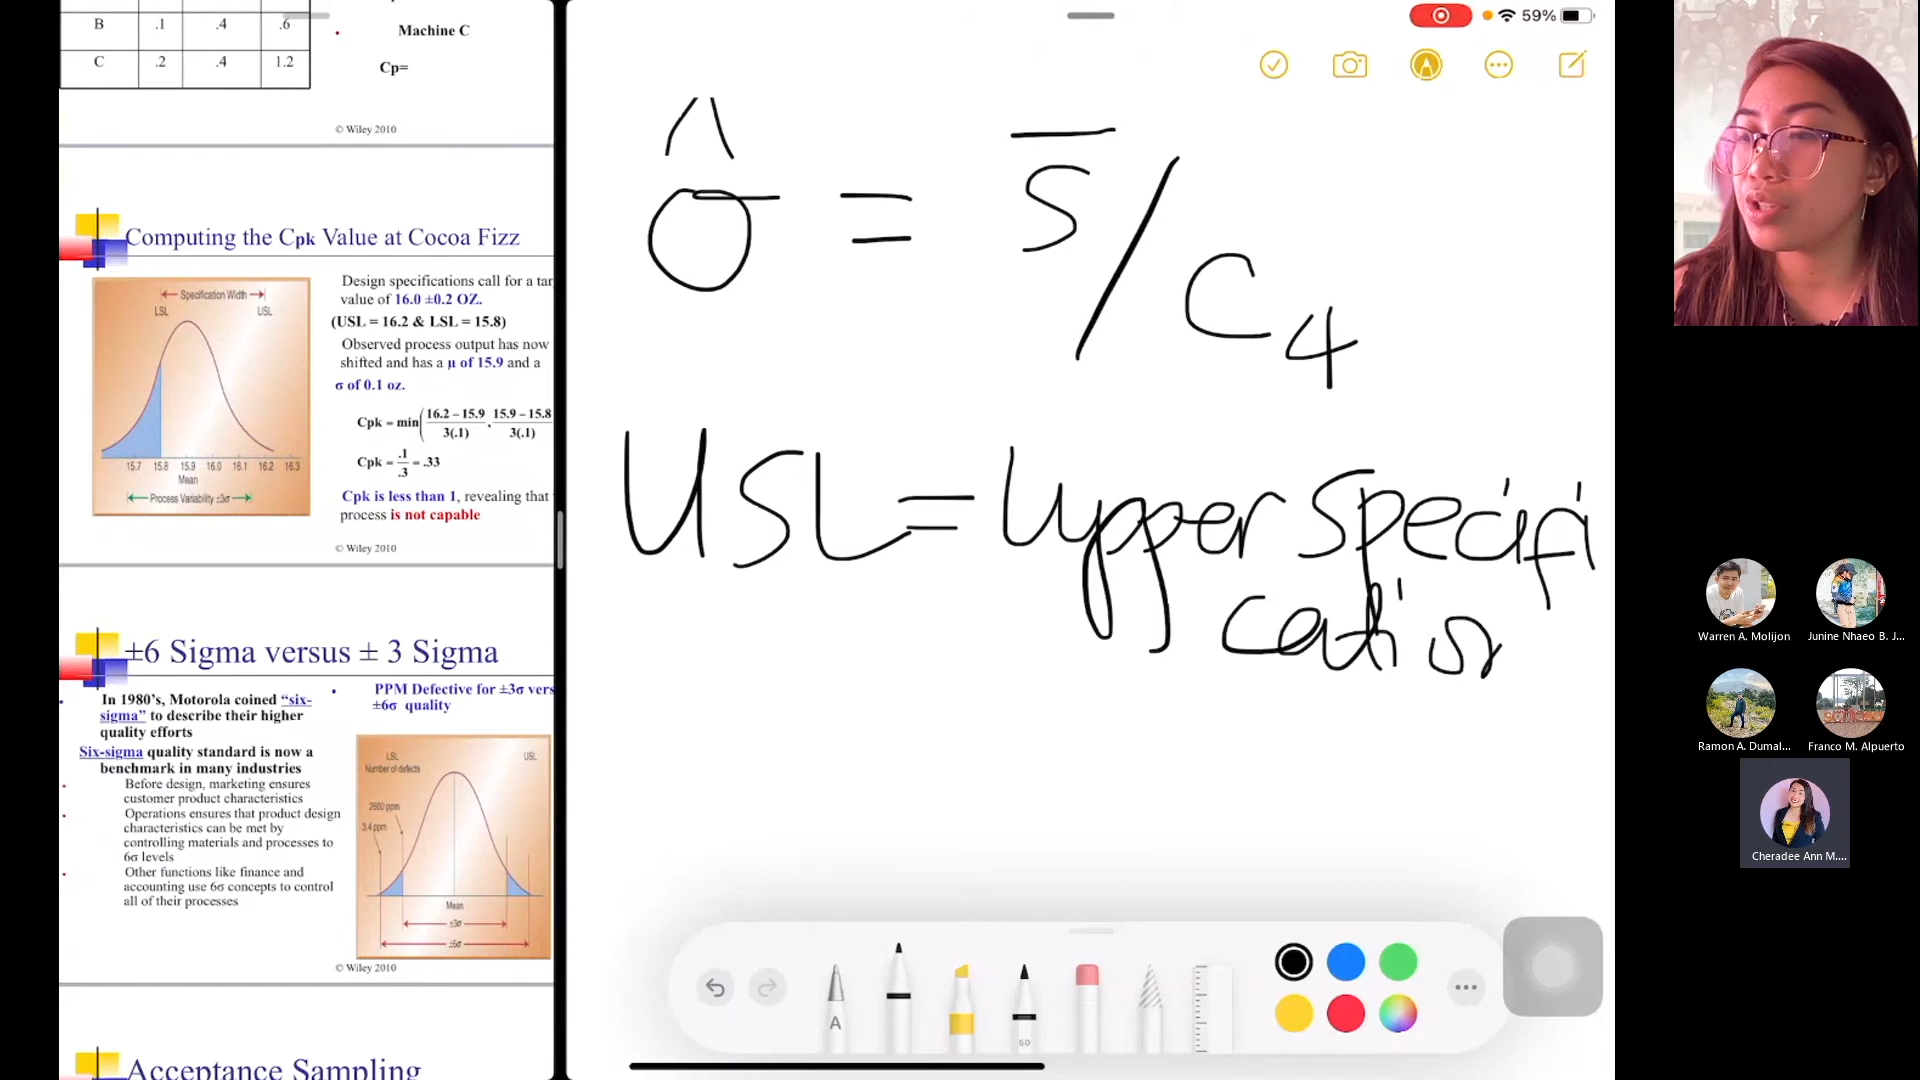 B .1 .4 .6
C .2 .4 1.2
Machine C
Cp=
© Wiley 2010
Computing the Cpk Value at Cocoa Fizz
Specification Width
LSL USL
15.7 15.8 15.9 16.0 16.1 16.2 16.3
Mean
Process Variability ±3σ
Design specifications call for a tar
value of 16.0 ±0.2 OZ.
(USL = 16.2 & LSL = 15.8)
Observed process output has now
shifted and has a µ of 15.9 and a
σ of 0.1 oz.
Cpk = min( 16.2 – 15.9 / 3(.1) , 15.9 – 15.8 / 3(.1)
Cpk = .1 / .3 = .33
Cpk is less than 1, revealing that
process is not capable
© Wiley 2010
±6 Sigma versus ± 3 Sigma
In 1980’s, Motorola coined “six-
sigma” to describe their higher
quality efforts
Six-sigma quality standard is now a
benchmark in many industries
Before design, marketing ensures
customer product characteristics
Operations ensures that product design
characteristics can be met by
controlling materials and processes to
6σ levels
Other functions like finance and
accounting use 6σ concepts to control
all of their processes
PPM Defective for ±3σ vers
±6σ quality
LSL USL
Number of defects
2600 ppm
3.4 ppm
Mean
±3σ
±6σ
© Wiley 2010
Acceptance Sampling
59%
σ̂ = S̅ / C4
USL = Upper Specifi
cation
A
50
Warren A. Molijon
Junine Nhaeo B. J...
Ramon A. Dumal...
Franco M. Alpuerto
Cheradee Ann M....